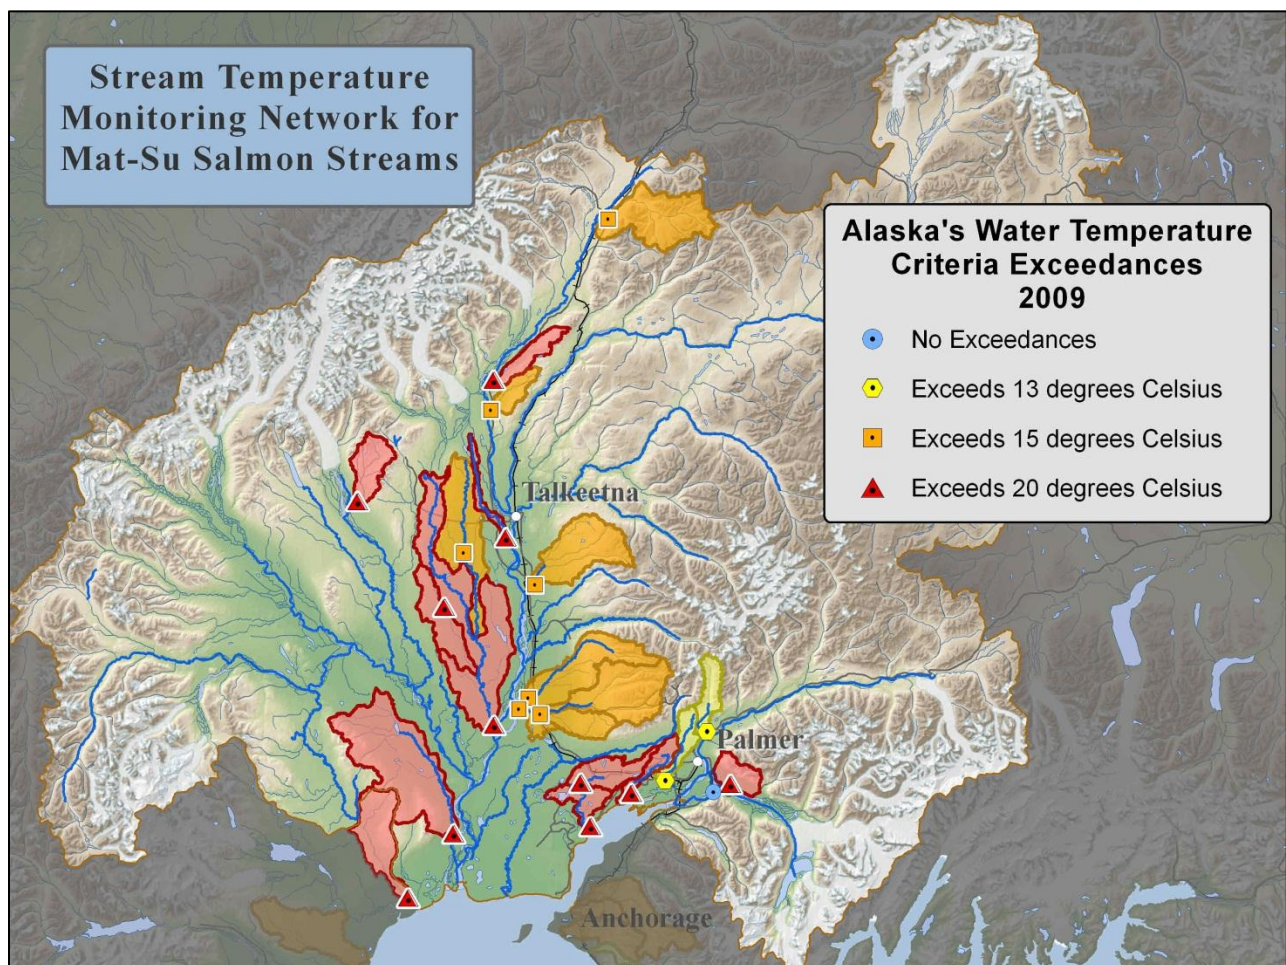 Stream Temperature
Monitoring Network for
Mat-Su Salmon Streams
Alaska's Water Temperature
Criteria Exceedances
2009
No Exceedances
Exceeds 13 degrees Celsius
Exceeds 15 degrees Celsius
Exceeds 20 degrees Celsius
Talkeetna
Palmer
Anchorage